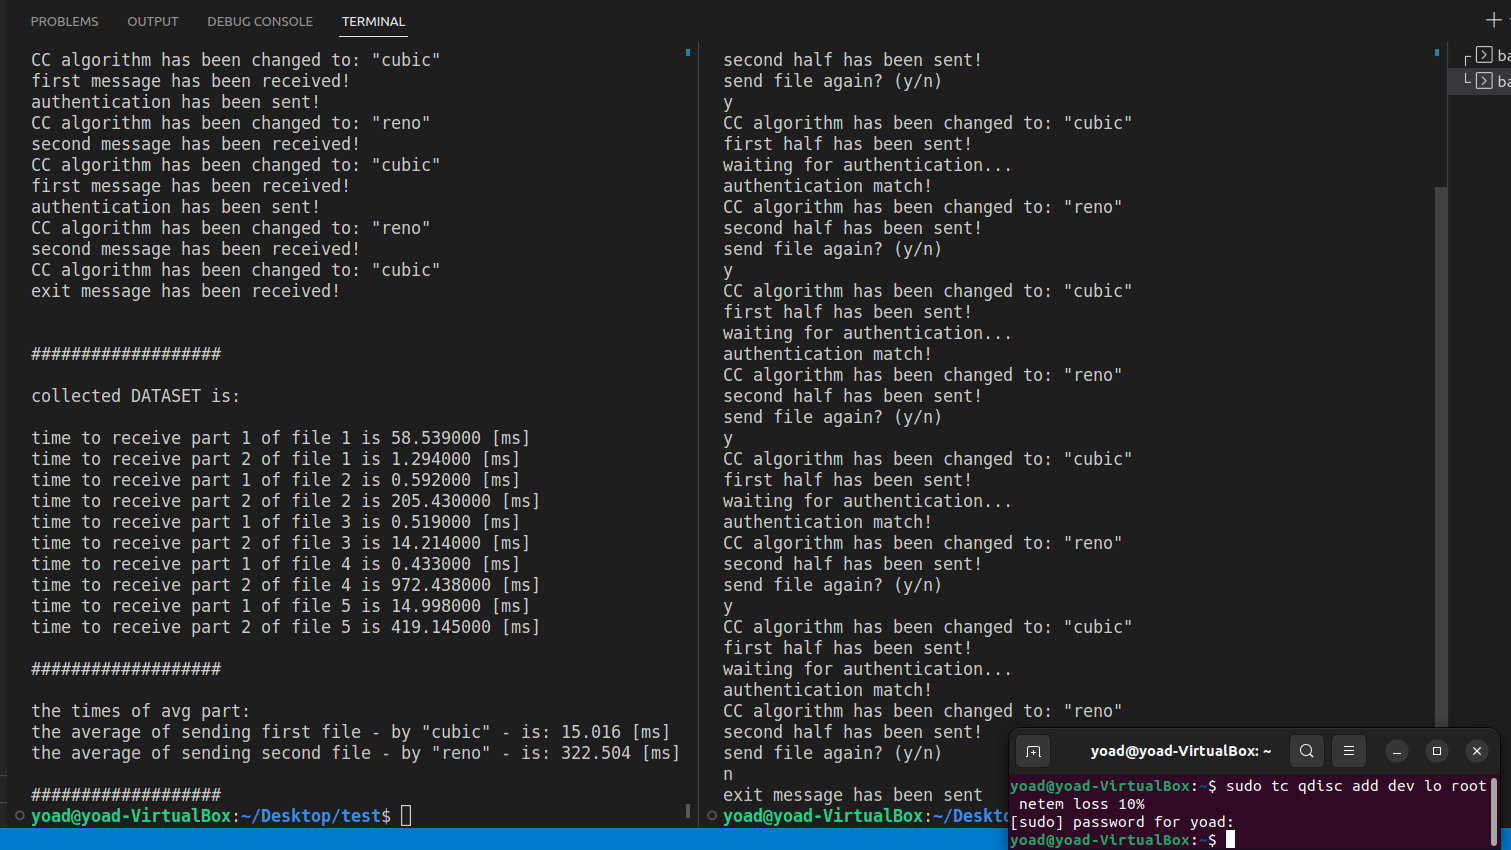 PROBLEMS OUTPUT DEBUG CONSOLE TERMINAL
CC algorithm has been changed to: "cubic"
first message has been received!
authentication has been sent!
CC algorithm has been changed to: "reno"
second message has been received!
CC algorithm has been changed to: "cubic"
first message has been received!
authentication has been sent!
CC algorithm has been changed to: "reno"
second message has been received!
CC algorithm has been changed to: "cubic"
exit message has been received!
###################
collected DATASET is:
time to receive part 1 of file 1 is 58.539000 [ms]
time to receive part 2 of file 1 is 1.294000 [ms]
time to receive part 1 of file 2 is 0.592000 [ms]
time to receive part 2 of file 2 is 205.430000 [ms]
time to receive part 1 of file 3 is 0.519000 [ms]
time to receive part 2 of file 3 is 14.214000 [ms]
time to receive part 1 of file 4 is 0.433000 [ms]
time to receive part 2 of file 4 is 972.438000 [ms]
time to receive part 1 of file 5 is 14.998000 [ms]
time to receive part 2 of file 5 is 419.145000 [ms]
###################
the times of avg part:
the average of sending first file - by "cubic" - is: 15.016 [ms]
the average of sending second file - by "reno" - is: 322.504 [ms]
###################
yoad@yoad-VirtualBox:~/Desktop/test$
second half has been sent!
send file again? (y/n)
y
CC algorithm has been changed to: "cubic"
first half has been sent!
waiting for authentication...
authentication match!
CC algorithm has been changed to: "reno"
second half has been sent!
send file again? (y/n)
y
CC algorithm has been changed to: "cubic"
first half has been sent!
waiting for authentication...
authentication match!
CC algorithm has been changed to: "reno"
second half has been sent!
send file again? (y/n)
y
CC algorithm has been changed to: "cubic"
first half has been sent!
waiting for authentication...
authentication match!
CC algorithm has been changed to: "reno"
second half has been sent!
send file again? (y/n)
y
CC algorithm has been changed to: "cubic"
first half has been sent!
waiting for authentication...
authentication match!
CC algorithm has been changed to: "reno"
second half has been sent!
send file again? (y/n)
n
exit message has been sent
yoad@yoad-VirtualBox:~/Deskto
ba
ba
yoad@yoad-VirtualBox: ~
yoad@yoad-VirtualBox:~$ sudo tc qdisc add dev lo root
netem loss 10%
[sudo] password for yoad:
yoad@yoad-VirtualBox:~$